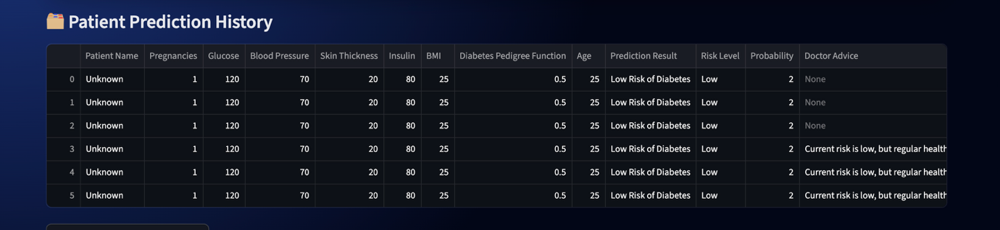 Patient Prediction History
Patient Name Pregnancies Glucose Blood Pressure Skin Thickness Insulin BMI Diabetes Pedigree Function Age Prediction Result Risk Level Probability Doctor Advice
0 Unknown 1 120 70 20 80 25 0.5 25 Low Risk of Diabetes Low 2 None
1 Unknown 1 120 70 20 80 25 0.5 25 Low Risk of Diabetes Low 2 None
2 Unknown 1 120 70 20 80 25 0.5 25 Low Risk of Diabetes Low 2 None
3 Unknown 1 120 70 20 80 25 0.5 25 Low Risk of Diabetes Low 2 Current risk is low, but regular health
4 Unknown 1 120 70 20 80 25 0.5 25 Low Risk of Diabetes Low 2 Current risk is low, but regular health
5 Unknown 1 120 70 20 80 25 0.5 25 Low Risk of Diabetes Low 2 Current risk is low, but regular health